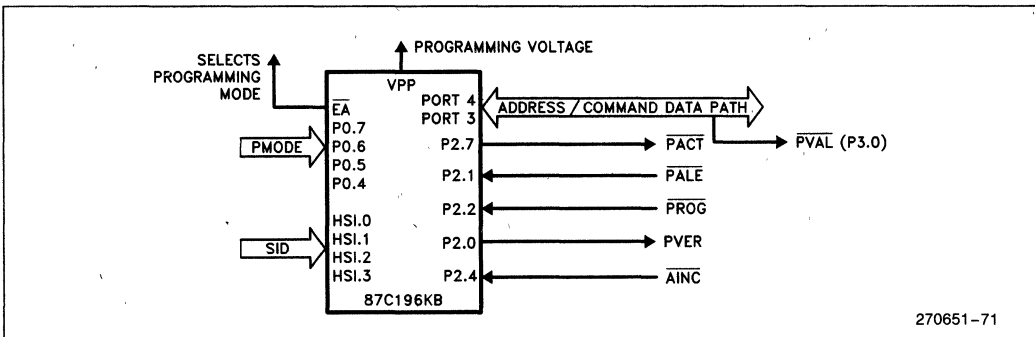 PROGRAMMING VOLTAGE
SELECTS
PROGRAMMING
MODE
VPP
EA
P0.7
P0.6
P0.5
P0.4
PMODE
HSI.0
HSI.1
HSI.2
HSI.3
SID
PORT 4
PORT 3
ADDRESS / COMMAND DATA PATH
PVAL (P3.0)
P2.7
PACT
P2.1
PALE
P2.2
PROG
P2.0
PVER
P2.4
AINC
87C196KB
270651-71